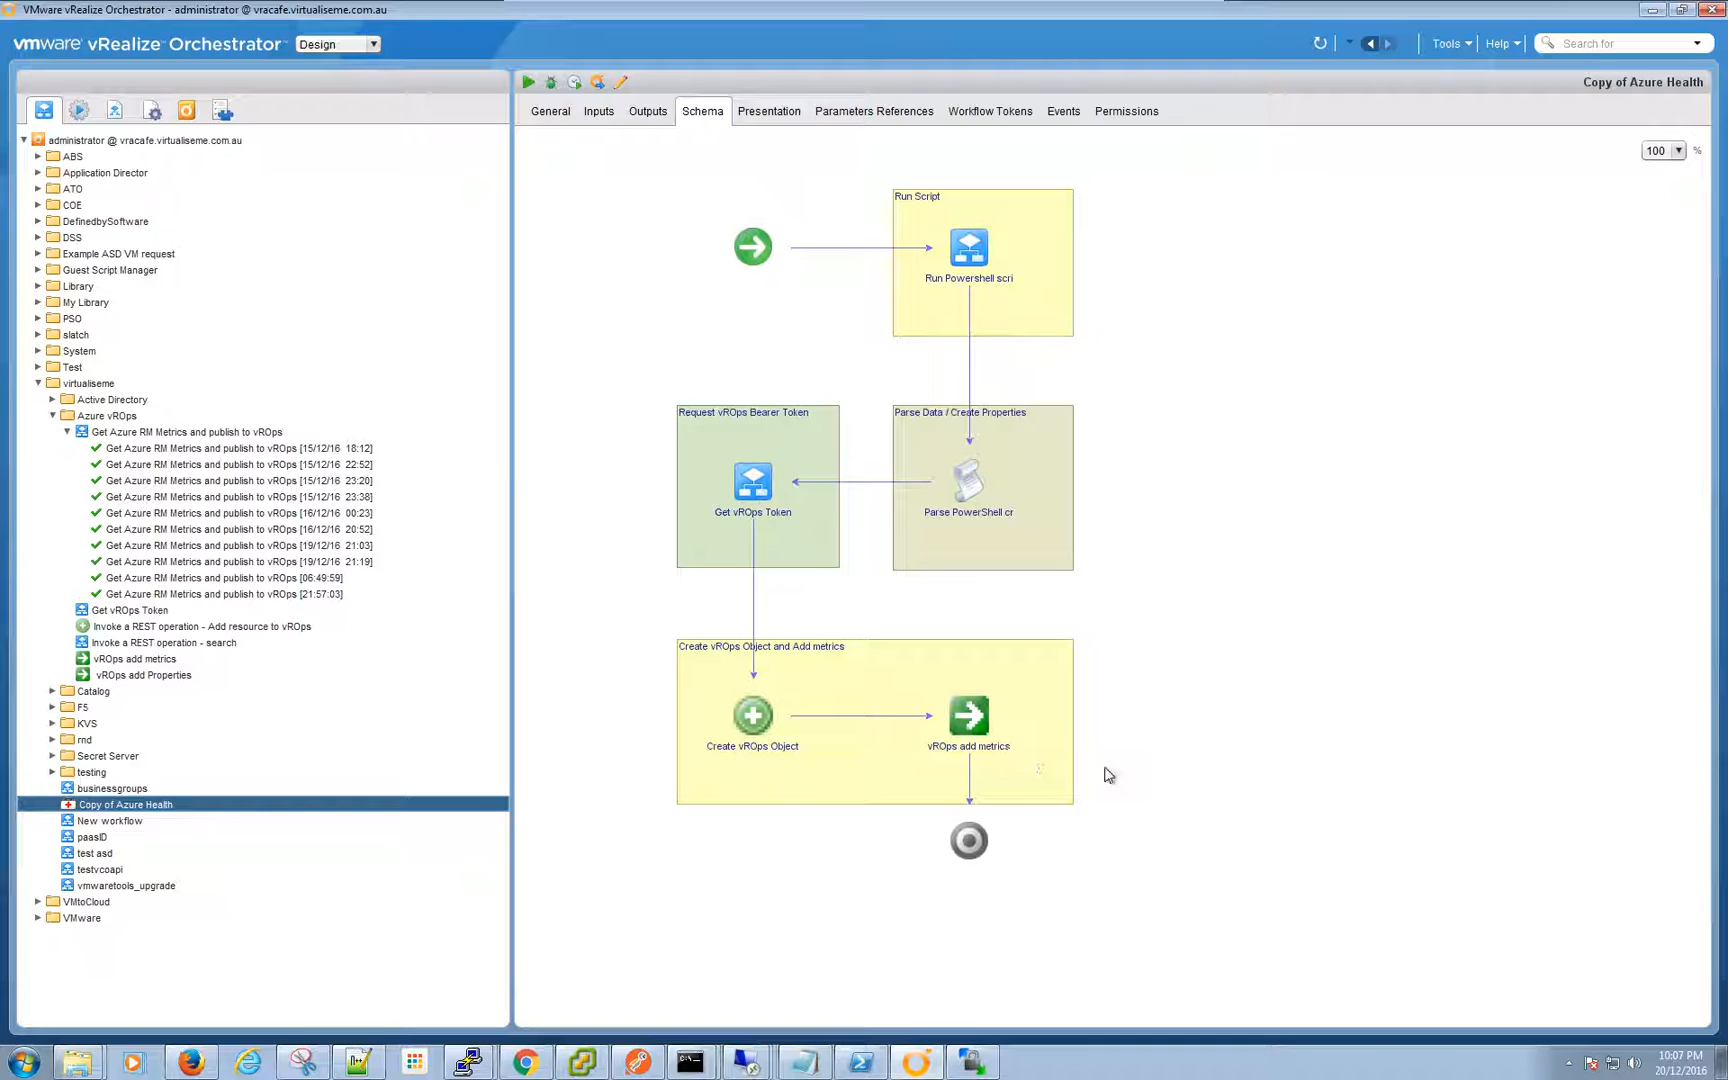 VMware vRealize Orchestrator - administrator @ vracafe.virtualiseme.com.au
vmware vRealize Orchestrator
Design
Tools
Help
Search for
Copy of Azure Health
General
Inputs
Outputs
Schema
Presentation
Parameters References
Workflow Tokens
Events
Permissions
100
%
administrator @ vracafe.virtualiseme.com.au
ABS
Application Director
ATO
COE
DefinedbySoftware
DSS
Example ASD VM request
Guest Script Manager
Library
My Library
PSO
slatch
System
Test
virtualiseme
Active Directory
Azure vROps
Get Azure RM Metrics and publish to vROps
Get Azure RM Metrics and publish to vROps [15/12/16 18:12]
Get Azure RM Metrics and publish to vROps [15/12/16 22:52]
Get Azure RM Metrics and publish to vROps [15/12/16 23:20]
Get Azure RM Metrics and publish to vROps [15/12/16 23:38]
Get Azure RM Metrics and publish to vROps [16/12/16 00:23]
Get Azure RM Metrics and publish to vROps [16/12/16 20:52]
Get Azure RM Metrics and publish to vROps [19/12/16 21:03]
Get Azure RM Metrics and publish to vROps [19/12/16 21:19]
Get Azure RM Metrics and publish to vROps [06:49:59]
Get Azure RM Metrics and publish to vROps [21:57:03]
Get vROps Token
Invoke a REST operation - Add resource to vROps
Invoke a REST operation - search
vROps add metrics
vROps add Properties
Catalog
F5
KVS
rnd
Secret Server
testing
businessgroups
Copy of Azure Health
New workflow
paasID
test asd
testvcoapi
vmwaretools_upgrade
VMtoCloud
VMware
Run Script
Run Powershell scri
Request vROps Bearer Token
Get vROps Token
Parse Data / Create Properties
Parse PowerShell cr
Create vROps Object and Add metrics
Create vROps Object
vROps add metrics
10:07 PM
20/12/2016